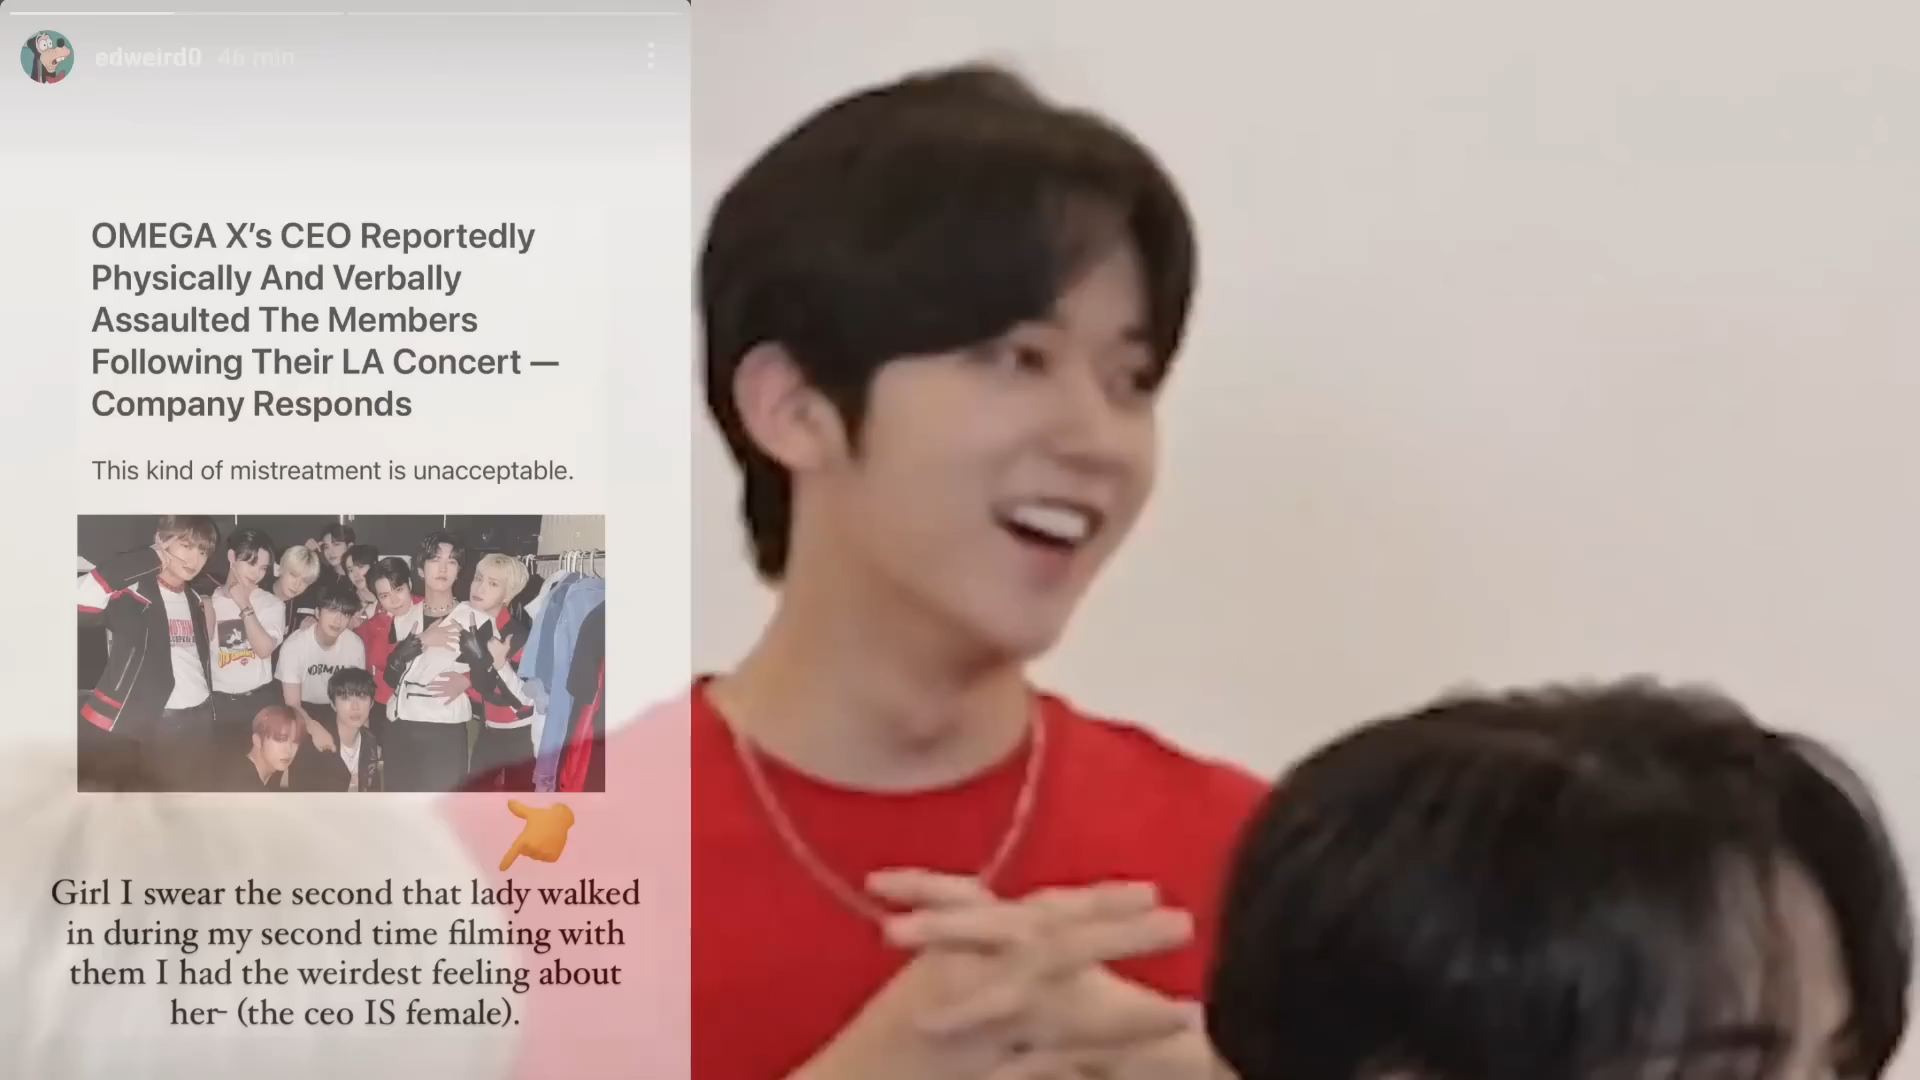 edweird0 46 min
OMEGA X’s CEO Reportedly
Physically And Verbally
Assaulted The Members
Following Their LA Concert —
Company Responds
This kind of mistreatment is unacceptable.
Girl I swear the second that lady walked
in during my second time filming with
them I had the weirdest feeling about
her- (the ceo IS female).